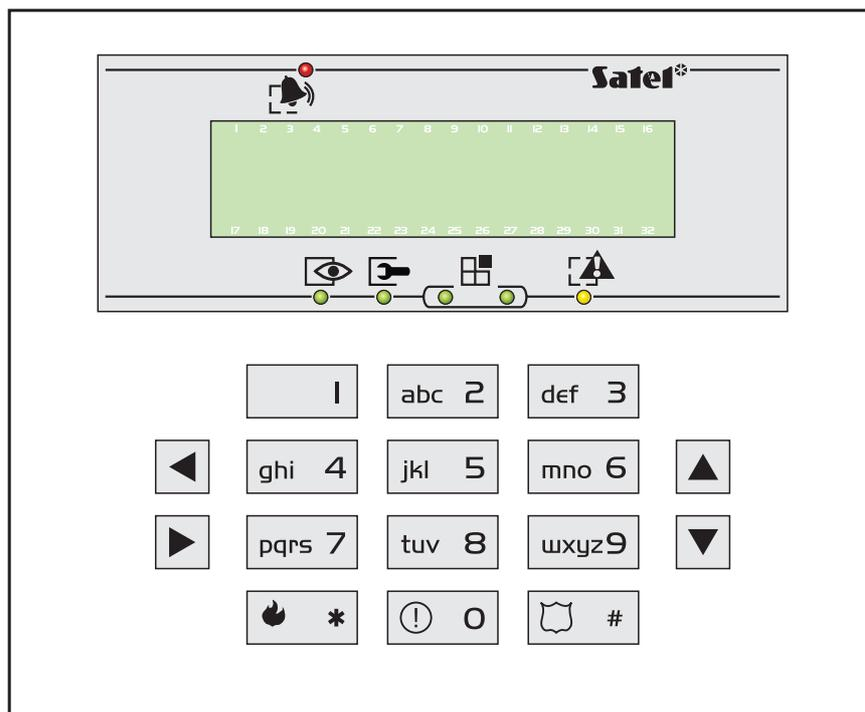 Satel
1 2 3 4 5 6 7 8 9 10 11 12 13 14 15 16
17 18 19 20 21 22 23 24 25 26 27 28 29 30 31 32
1 abc 2 def 3
ghi 4 jkl 5 mno 6
pqrs 7 tuv 8 wxyz 9
* 0 #